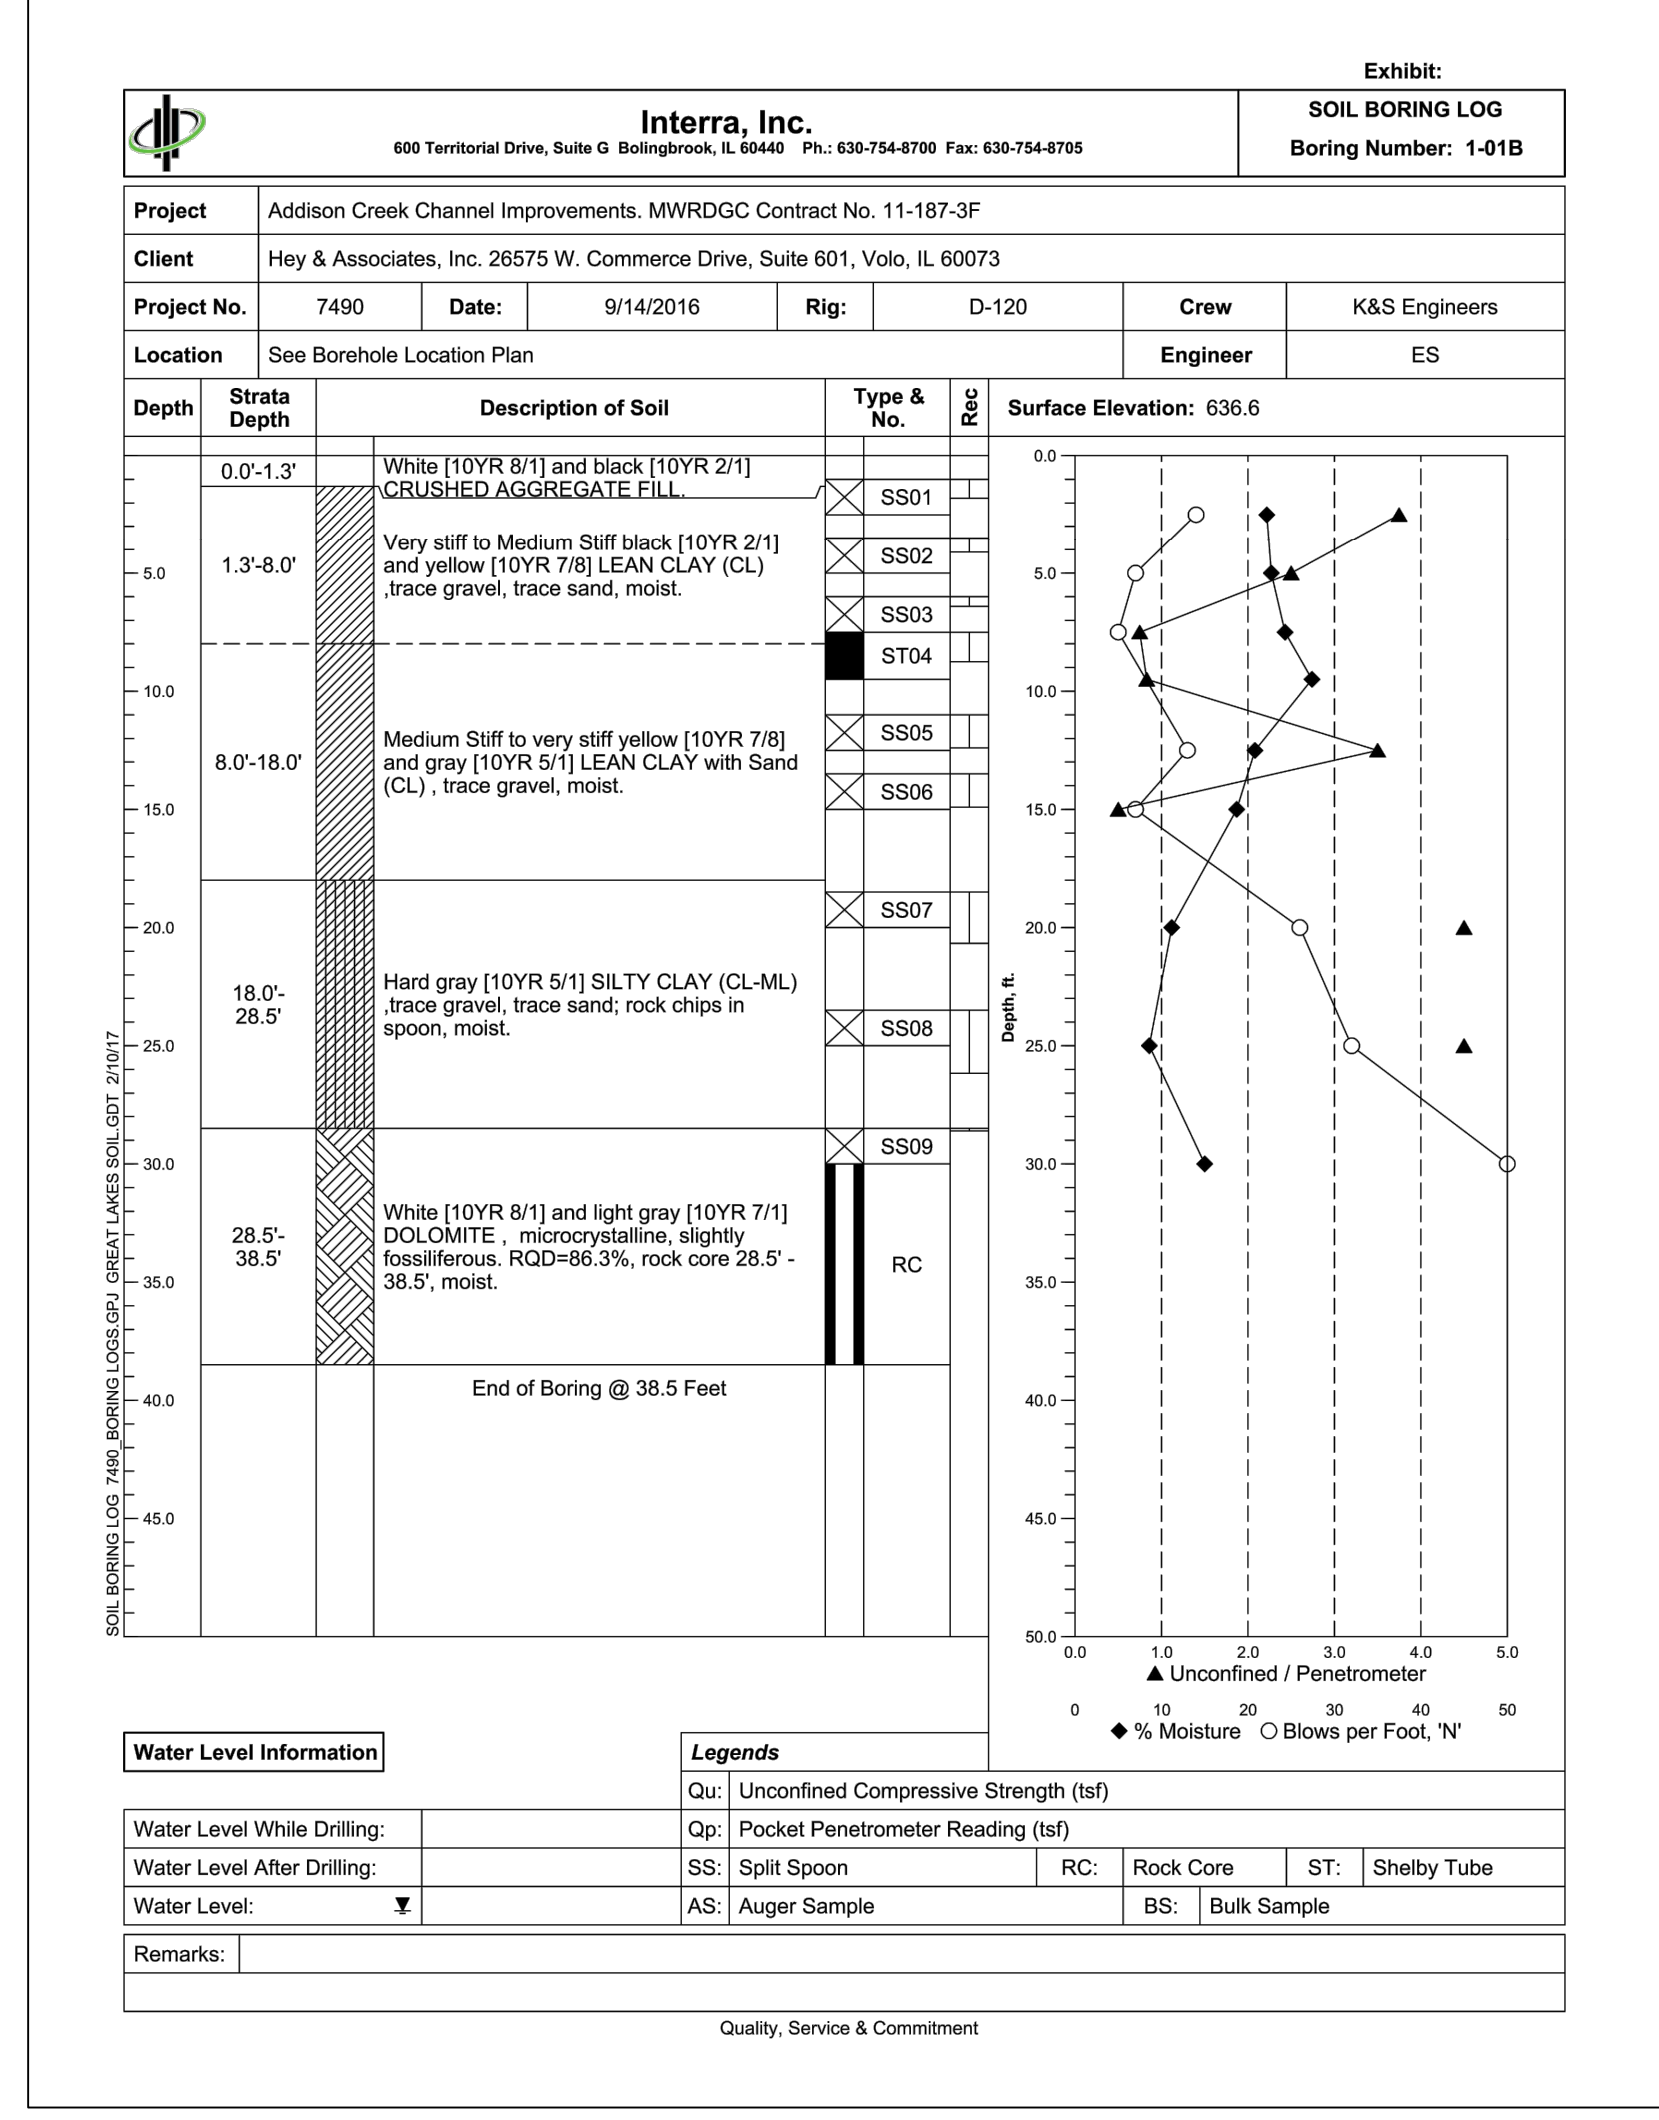 Exhibit:
Interra, Inc.
600 Territorial Drive, Suite G  Bolingbrook, IL 60440    Ph.: 630-754-8700  Fax: 630-754-8705
SOIL BORING LOG
Boring Number:  1-01B
Project Addison Creek Channel Improvements. MWRDGC Contract No. 11-187-3F
Client Hey & Associates, Inc. 26575 W. Commerce Drive, Suite 601, Volo, IL 60073
Project No. 7490 Date: 9/14/2016 Rig: D-120 Crew K&S Engineers
Location See Borehole Location Plan Engineer ES
Depth
Strata
Depth
Description of Soil
Type &
No.
Rec
Surface Elevation:  636.6
0.0'-1.3'
White [10YR 8/1] and black [10YR 2/1]
CRUSHED AGGREGATE FILL.
1.3'-8.0'
Very stiff to Medium Stiff black [10YR 2/1]
and yellow [10YR 7/8] LEAN CLAY (CL)
,trace gravel, trace sand, moist.
8.0'-18.0'
Medium Stiff to very stiff yellow [10YR 7/8]
and gray [10YR 5/1] LEAN CLAY with Sand
(CL) , trace gravel, moist.
18.0'-
28.5'
Hard gray [10YR 5/1] SILTY CLAY (CL-ML)
,trace gravel, trace sand; rock chips in
spoon, moist.
28.5'-
38.5'
White [10YR 8/1] and light gray [10YR 7/1]
DOLOMITE ,  microcrystalline, slightly
fossiliferous. RQD=86.3%, rock core 28.5' -
38.5', moist.
End of Boring @ 38.5 Feet
5.0
10.0
15.0
20.0
25.0
30.0
35.0
40.0
45.0
SS01
SS02
SS03
ST04
SS05
SS06
SS07
SS08
SS09
RC
Depth, ft.
0.0
5.0
10.0
15.0
20.0
25.0
30.0
35.0
40.0
45.0
50.0
0.0 1.0 2.0 3.0 4.0 5.0
▲ Unconfined / Penetrometer
0 10 20 30 40 50
◆ % Moisture ○ Blows per Foot, 'N'
SOIL BORING LOG  7490_BORING LOGS.GPJ  GREAT LAKES SOIL.GDT  2/10/17
Water Level Information
Water Level While Drilling:
Water Level After Drilling:
Water Level:
Legends
Qu: Unconfined Compressive Strength (tsf)
Qp: Pocket Penetrometer Reading (tsf)
SS: Split Spoon RC: Rock Core ST: Shelby Tube
AS: Auger Sample BS: Bulk Sample
Remarks:
Quality, Service & Commitment